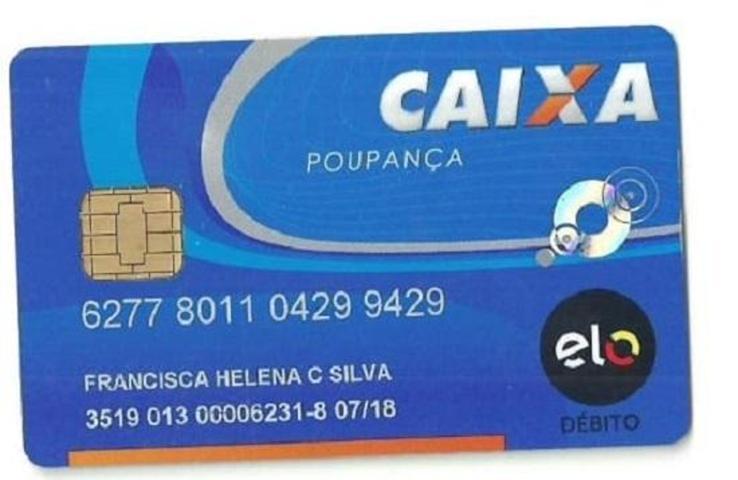 CAIXA
POUPANÇA
6277 8011 0429 9429
FRANCISCA HELENA C SILVA
3519 013 00006231-8 07/18
elo
DÉBITO